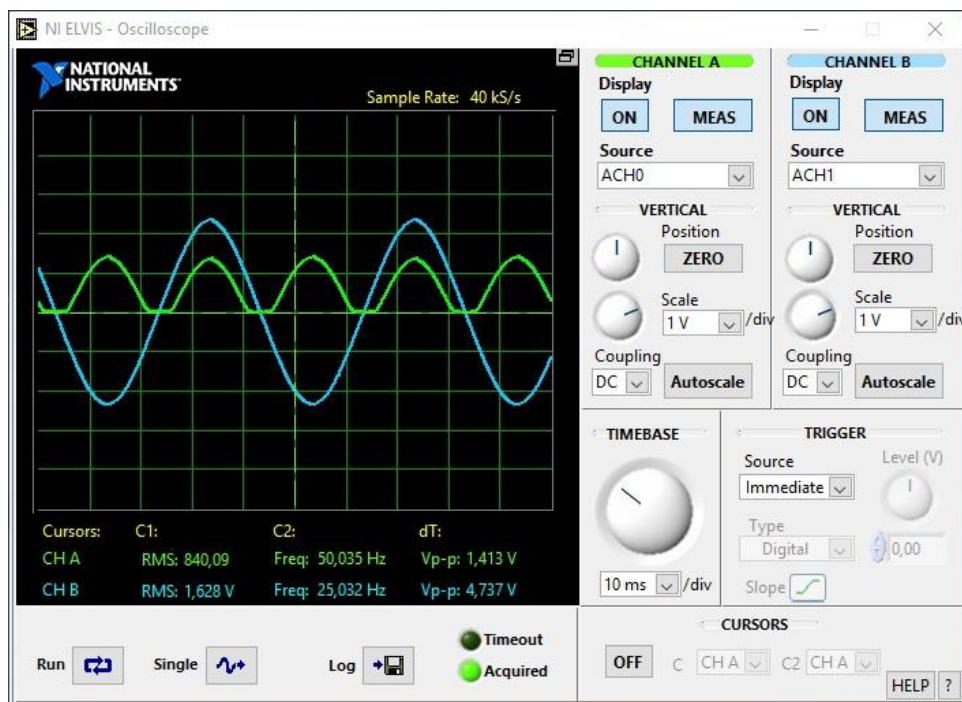 NI ELVIS - Oscilloscope
NATIONAL
INSTRUMENTS
Sample Rate: 40 kS/s
Cursors: C1: C2: dT:
CH A RMS: 840,09 Freq: 50,035 Hz Vp-p: 1,413 V
CH B RMS: 1,628 V Freq: 25,032 Hz Vp-p: 4,737 V
Run
Single
Log
Timeout
Acquired
CHANNEL A
Display
ON MEAS
Source
ACH0
VERTICAL
Position
ZERO
Scale
1 V /div
Coupling
DC Autoscale
CHANNEL B
Display
ON MEAS
Source
ACH1
VERTICAL
Position
ZERO
Scale
1 V /div
Coupling
DC Autoscale
TIMEBASE
10 ms /div
TRIGGER
Source Level (V)
Immediate
Type
Digital 0,00
Slope
CURSORS
OFF C CH A C2 CH A
HELP ?